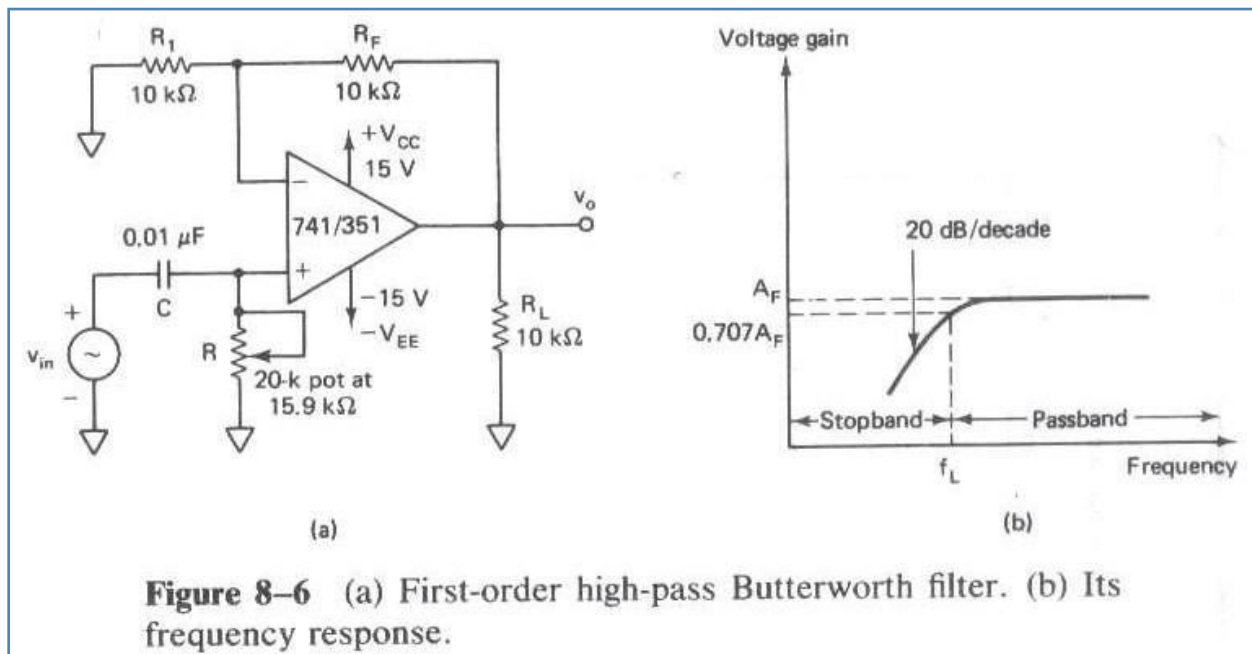 R1
10 kΩ
RF
10 kΩ
+VCC
15 V
−
741/351
+
vo
0.01 μF
C
−15 V
−VEE
RL
10 kΩ
+
vin
~
−
R
20-k pot at
15.9 kΩ
(a)
Voltage gain
20 dB/decade
AF
0.707AF
Stopband
Passband
fL
Frequency
(b)
Figure 8–6 (a) First-order high-pass Butterworth filter. (b) Its
frequency response.